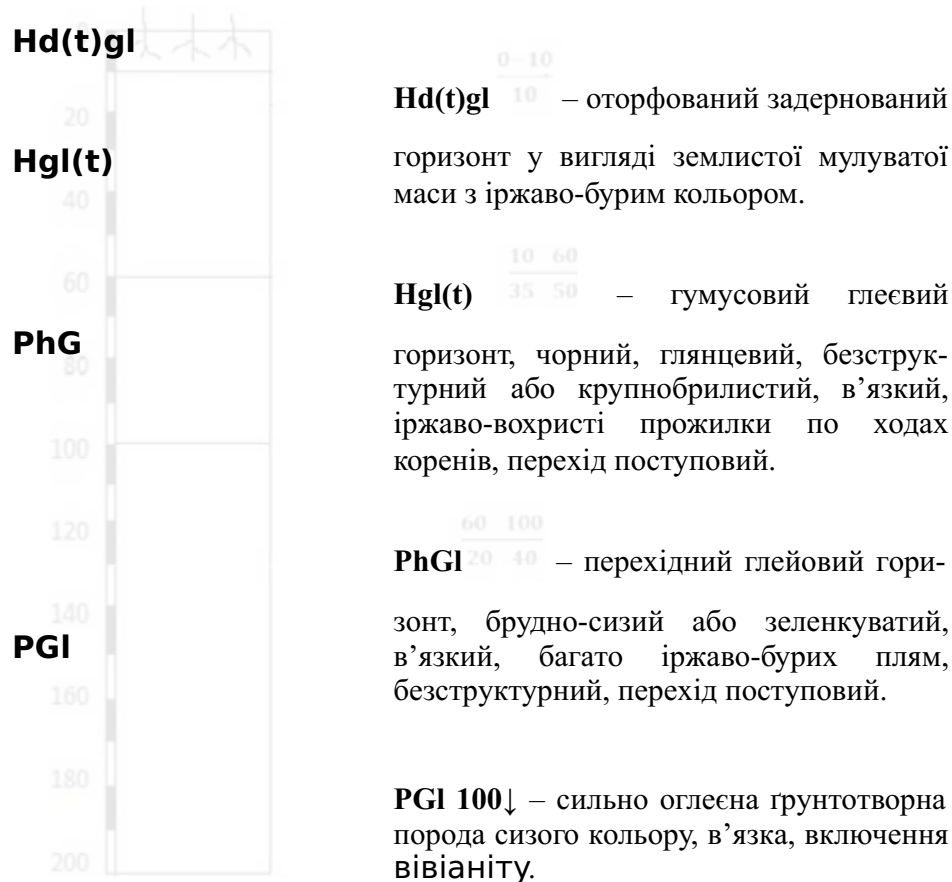 Hd(t)gl
0
20
Hgl(t)
40
60
PhG
80
100
120
140
PGl
160
180
200
0–10
Hd(t)gl 10 – оторфований задернований
горизонт у вигляді землистої мулуватої
маси з іржаво-бурим кольором.
10 60
Hgl(t) 35 50 – гумусовий глеєвий
горизонт, чорний, глянцевий, безструк-
турний або крупнобрилистий, в’язкий,
іржаво-вохристі прожилки по ходах
коренів, перехід поступовий.
60 100
PhGl 20 40 – перехідний глейовий гори-
зонт, брудно-сизий або зеленкуватий,
в’язкий, багато іржаво-бурих плям,
безструктурний, перехід поступовий.
PGl 100↓ – сильно оглеєна ґрунтотворна
порода сизого кольору, в’язка, включення
вівіаніту.